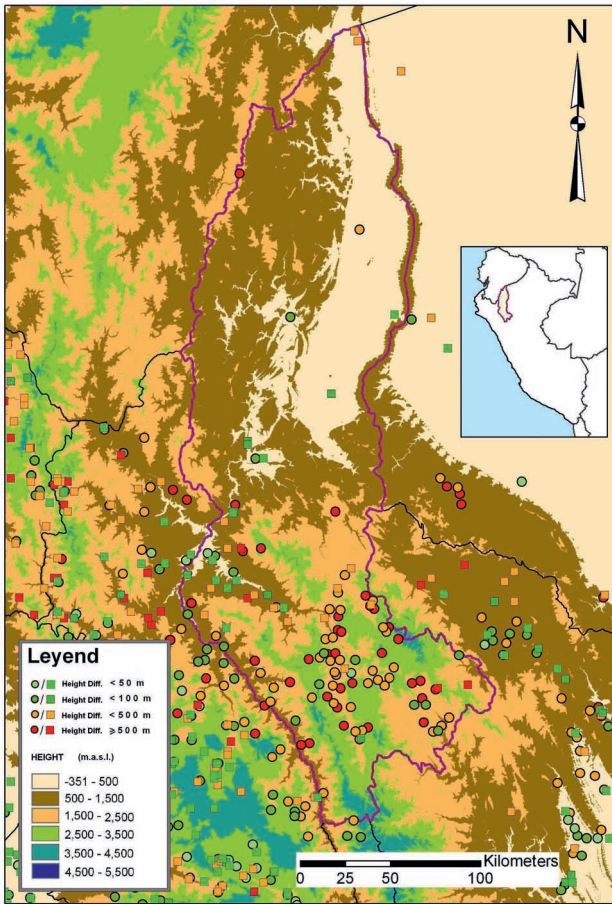 N
Leyend
/ Height Diff. < 50 m
/ Height Diff. < 100 m
/ Height Diff. < 500 m
/ Height Diff. ⩾ 500 m
HEIGHT (m.a.s.l.)
-351 - 500
500 - 1,500
1,500 - 2,500
2,500 - 3,500
3,500 - 4,500
4,500 - 5,500
Kilometers
0 25 50 100